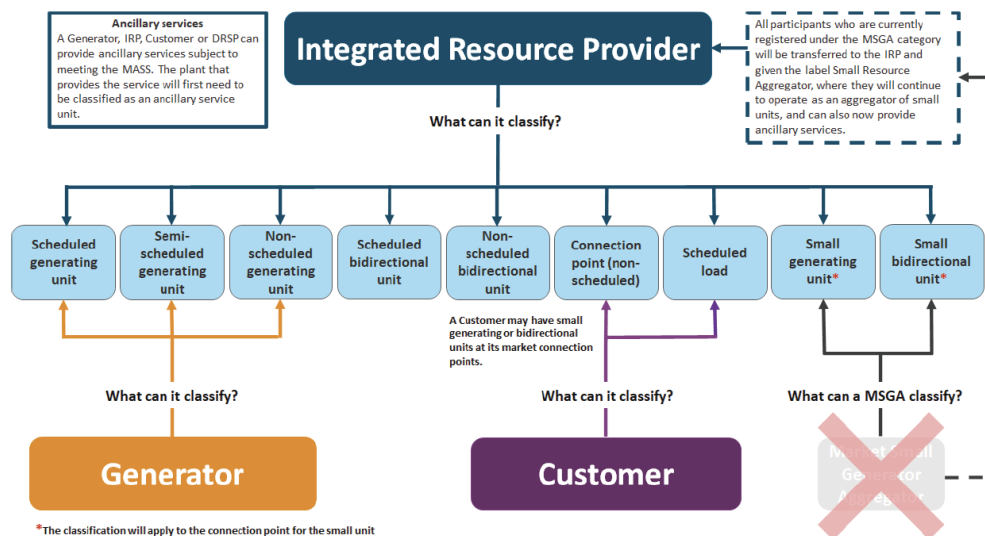 Ancillary services
A Generator, IRP, Customer or DRSP can
provide ancillary services subject to
meeting the MASS. The plant that
provides the service will first need to
be classified as an ancillary service
unit.
Integrated Resource Provider
All participants who are currently
registered under the MSGA category
will be transferred to the IRP and
given the label Small Resource
Aggregator, where they will continue
to operate as an aggregator of small
units, and can also now provide
ancillary services.
What can it classify?
Scheduled
generating
unit
Semi-
scheduled
generating
unit
Non-
scheduled
generating
unit
Scheduled
bidirectional
unit
Non-
scheduled
bidirectional
unit
Connection
point (non-
scheduled)
Scheduled
load
Small
generating
unit*
Small
bidirectional
unit*
A Customer may have small
generating or bidirectional
units at its market connection
points.
What can it classify?
What can it classify?
What can a MSGA classify?
Generator
Customer
Market Small
Generator
Aggregator
*The classification will apply to the connection point for the small unit